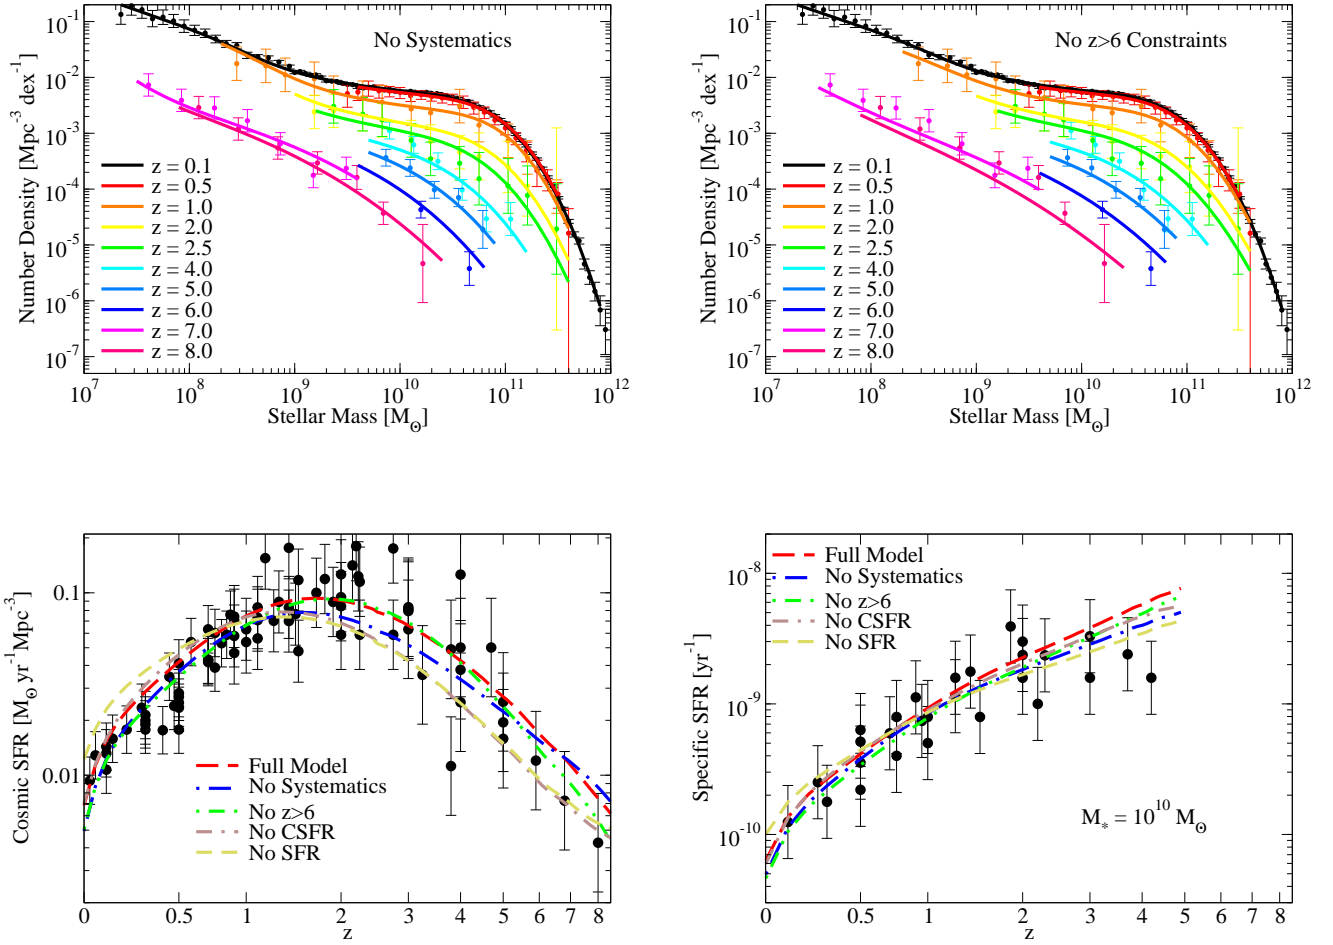 No Systematics
Number Density [Mpc⁻³ dex⁻¹]
10⁻¹
10⁻²
10⁻³
10⁻⁴
10⁻⁵
10⁻⁶
10⁻⁷
z = 0.1
z = 0.5
z = 1.0
z = 2.0
z = 2.5
z = 4.0
z = 5.0
z = 6.0
z = 7.0
z = 8.0
10⁷ 10⁸ 10⁹ 10¹⁰ 10¹¹ 10¹²
Stellar Mass [M⊙]
No z>6 Constraints
Number Density [Mpc⁻³ dex⁻¹]
10⁻¹
10⁻²
10⁻³
10⁻⁴
10⁻⁵
10⁻⁶
10⁻⁷
z = 0.1
z = 0.5
z = 1.0
z = 2.0
z = 2.5
z = 4.0
z = 5.0
z = 6.0
z = 7.0
z = 8.0
10⁷ 10⁸ 10⁹ 10¹⁰ 10¹¹ 10¹²
Stellar Mass [M⊙]
Cosmic SFR [M⊙ yr⁻¹ Mpc⁻³]
0.1
0.01
Full Model
No Systematics
No z>6
No CSFR
No SFR
0 0.5 1 2 3 4 5 6 7 8
z
Specific SFR [yr⁻¹]
10⁻⁸
10⁻⁹
10⁻¹⁰
Full Model
No Systematics
No z>6
No CSFR
No SFR
M* = 10¹⁰ M⊙
0 0.5 1 2 3 4 5 6 7 8
z